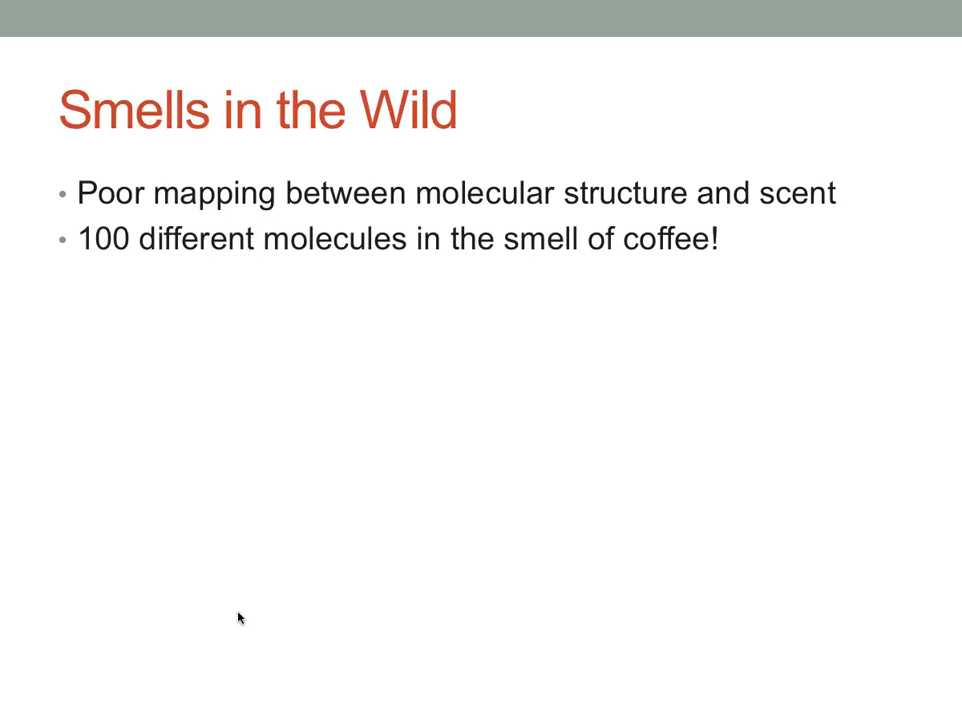 Smells in the Wild
• Poor mapping between molecular structure and scent
• 100 different molecules in the smell of coffee!